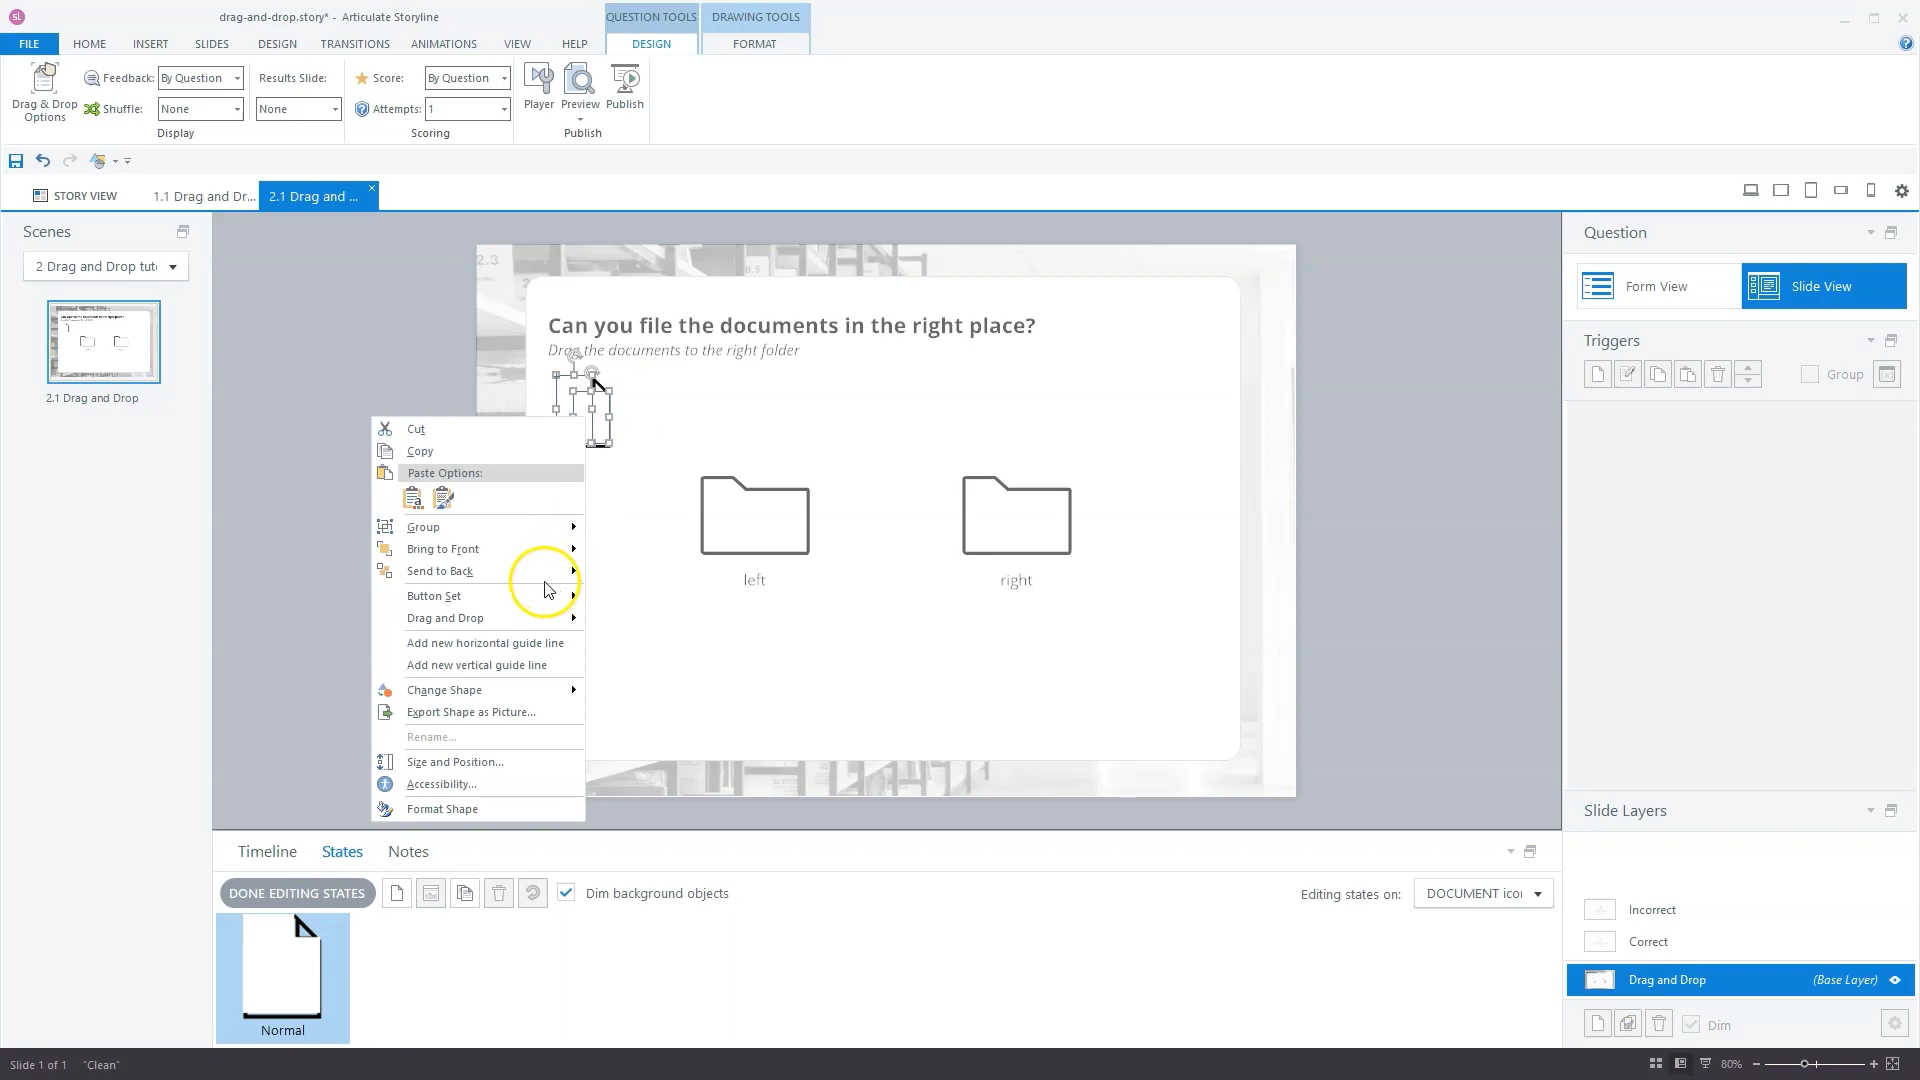 sl
drag-and-drop.story* - Articulate Storyline
QUESTION TOOLS
DRAWING TOOLS
FILE
HOME
INSERT
SLIDES
DESIGN
TRANSITIONS
ANIMATIONS
VIEW
HELP
DESIGN
FORMAT
Drag & Drop
Options
Feedback:
By Question
Results Slide:
Shuffle:
None
None
Display
Score:
By Question
Attempts:
1
Scoring
Player
Preview
Publish
Publish
STORY VIEW
1.1 Drag and Dr...
2.1 Drag and ...
Scenes
2 Drag and Drop tut
2.1 Drag and Drop
2.3
8.5
Can you file the documents in the right place?
Drag the documents to the right folder
left
right
Cut
Copy
Paste Options:
Group
Bring to Front
Send to Back
Button Set
Drag and Drop
Add new horizontal guide line
Add new vertical guide line
Change Shape
Export Shape as Picture...
Rename...
Size and Position...
Accessibility...
Format Shape
Question
Form View
Slide View
Triggers
Group
Slide Layers
Incorrect
Correct
Drag and Drop
(Base Layer)
Dim
Timeline
States
Notes
DONE EDITING STATES
Dim background objects
Editing states on:
DOCUMENT ico
Normal
Slide 1 of 1
"Clean"
80%